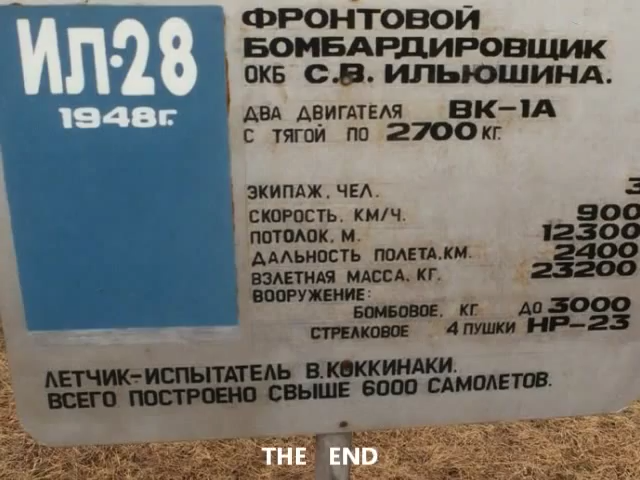 ИЛ-28
1948г.
ФРОНТОВОЙ
БОМБАРДИРОВЩИК
ОКБ С.В. ИЛЬЮШИНА.
ДВА ДВИГАТЕЛЯ ВК-1А
С ТЯГОЙ ПО 2700 КГ.
ЭКИПАЖ, ЧЕЛ. 3
СКОРОСТЬ, КМ/Ч. 900
ПОТОЛОК, М. 12300
ДАЛЬНОСТЬ ПОЛЕТА, КМ. 2400
ВЗЛЕТНАЯ МАССА, КГ. 23200
ВООРУЖЕНИЕ:
БОМБОВОЕ, КГ ДО 3000
СТРЕЛКОВОЕ 4 ПУШКИ НР-23
ЛЕТЧИК-ИСПЫТАТЕЛЬ В.КОККИНАКИ.
ВСЕГО ПОСТРОЕНО СВЫШЕ 6000 САМОЛЕТОВ.
THE END